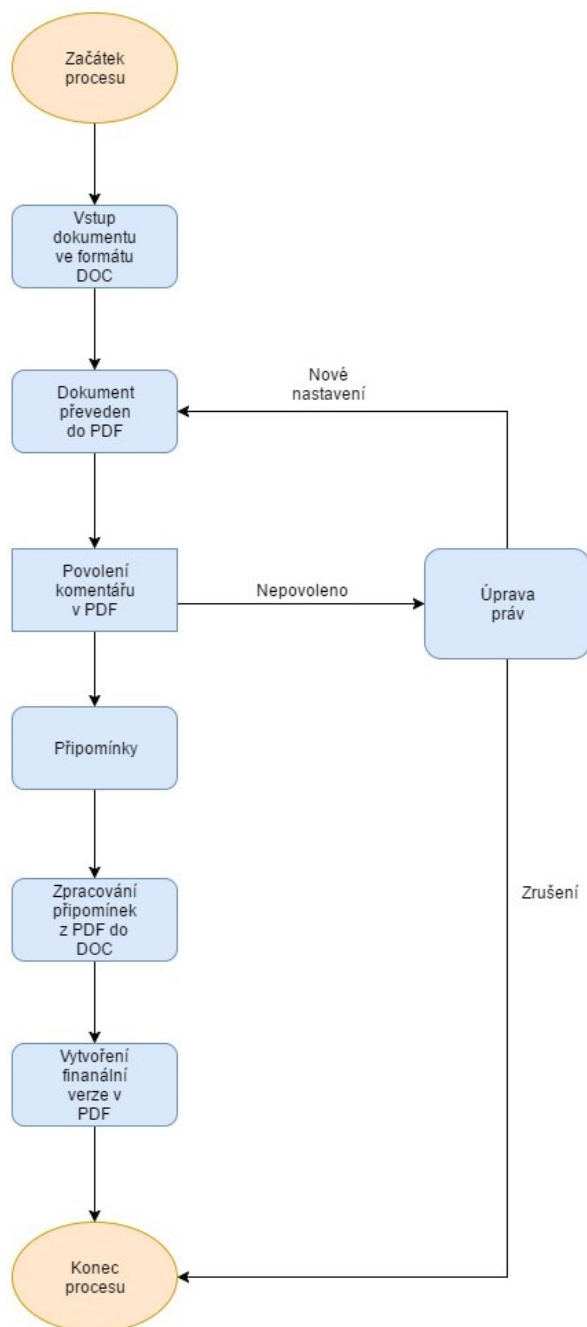 Začátek
procesu
Vstup
dokumentu
ve formátu
DOC
Dokument
převeden
do PDF
Nové
nastavení
Povolení
komentářu
v PDF
Nepovoleno
Úprava
práv
Připomínky
Zpracování
připomínek
z PDF do
DOC
Zrušení
Vytvoření
finanální
verze v
PDF
Konec
procesu